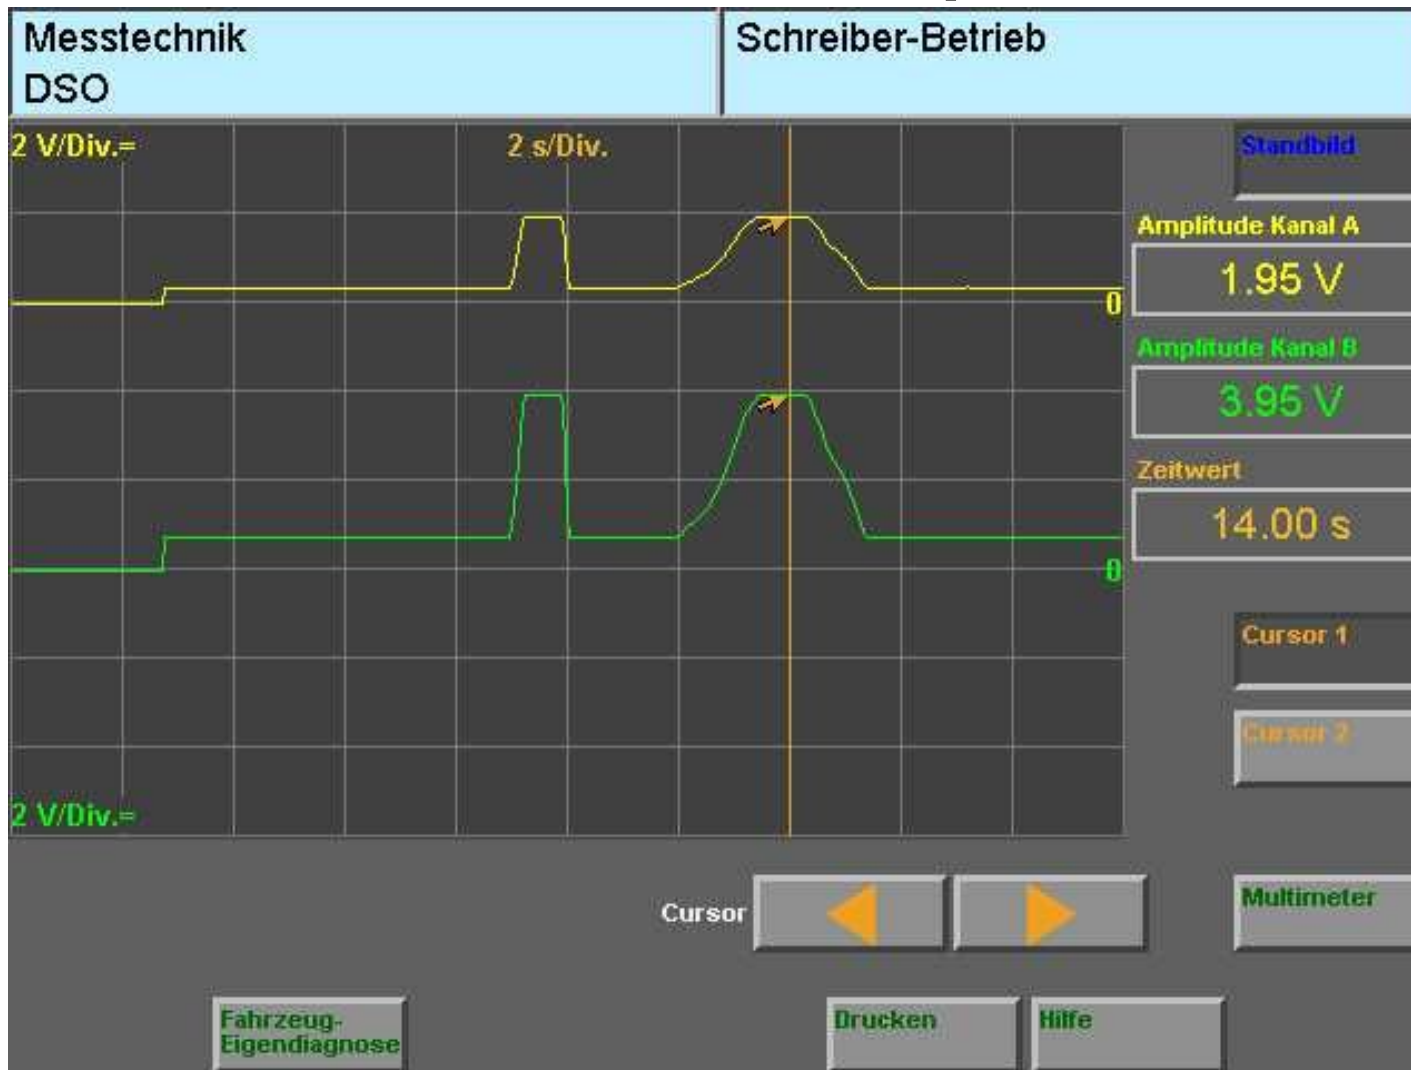 Messtechnik
DSO
Schreiber-Betrieb
2 V/Div.=
2 s/Div.
Standbild
Amplitude Kanal A
1.95 V
0
Amplitude Kanal B
3.95 V
Zeitwert
14.00 s
0
Cursor 1
Cursor 2
2 V/Div.=
Cursor
Multimeter
Fahrzeug-
Eigendiagnose
Drucken
Hilfe